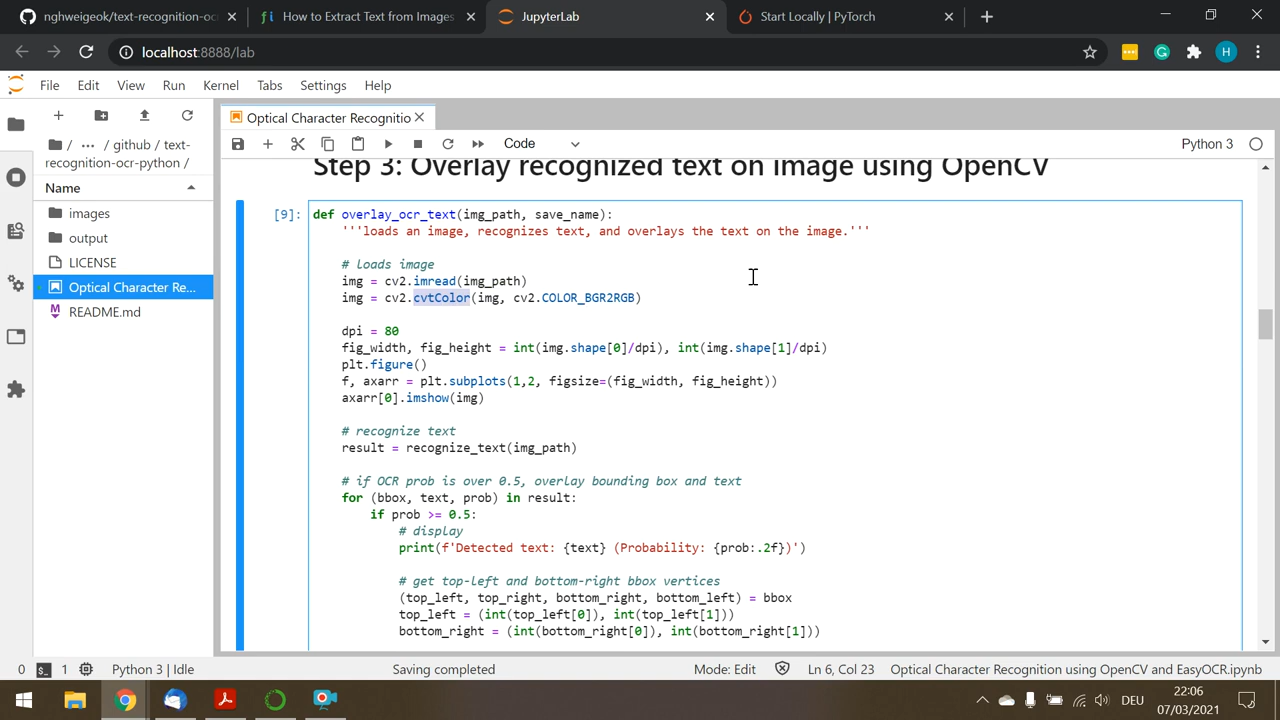 nghweigeok/text-recognition-oc
How to Extract Text from Images
JupyterLab
Start Locally | PyTorch
localhost:8888/lab
H
File Edit View Run Kernel Tabs Settings Help
Optical Character Recognitio
/ ... / github / text-recognition-ocr-python /
Code
Python 3
Name
images
output
LICENSE
Optical Character Re...
README.md
Step 3: Overlay recognized text on image using OpenCV
[9]: def overlay_ocr_text(img_path, save_name):
'''loads an image, recognizes text, and overlays the text on the image.'''
# loads image
img = cv2.imread(img_path)
img = cv2.cvtColor(img, cv2.COLOR_BGR2RGB)
dpi = 80
fig_width, fig_height = int(img.shape[0]/dpi), int(img.shape[1]/dpi)
plt.figure()
f, axarr = plt.subplots(1,2, figsize=(fig_width, fig_height))
axarr[0].imshow(img)
# recognize text
result = recognize_text(img_path)
# if OCR prob is over 0.5, overlay bounding box and text
for (bbox, text, prob) in result:
if prob >= 0.5:
# display
print(f'Detected text: {text} (Probability: {prob:.2f})')
# get top-left and bottom-right bbox vertices
(top_left, top_right, bottom_right, bottom_left) = bbox
top_left = (int(top_left[0]), int(top_left[1]))
bottom_right = (int(bottom_right[0]), int(bottom_right[1]))
0 1 Python 3 | Idle Saving completed Mode: Edit Ln 6, Col 23 Optical Character Recognition using OpenCV and EasyOCR.ipynb
DEU
22:06
07/03/2021